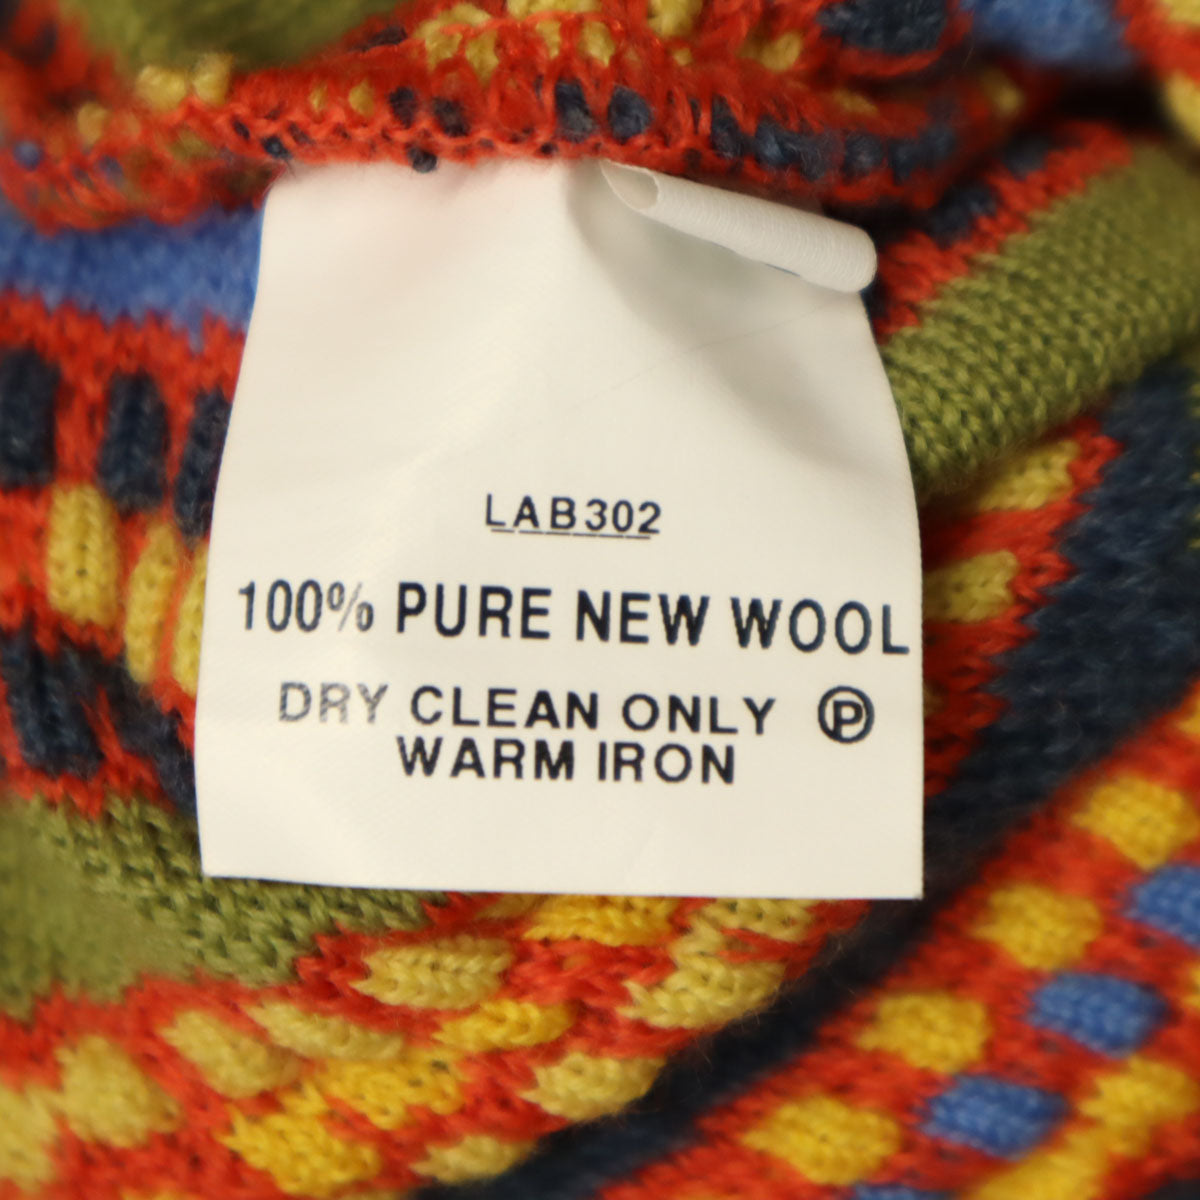 LAB302
100% PURE NEW WOOL
DRY CLEAN ONLY Ⓟ
WARM IRON